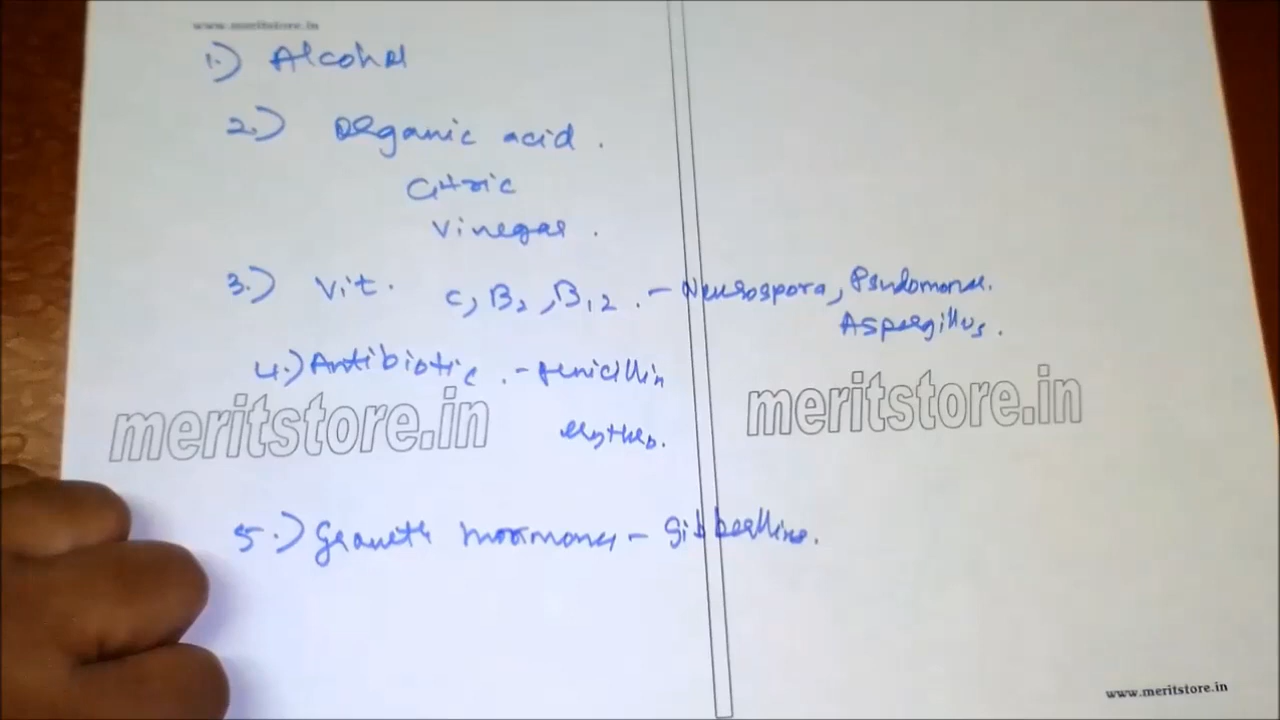 www.meritstore.in
1.) Alcohol
2.) Organic acid.
Citric
Vinegar.
3.) Vit. C, B2, B12. - Neurospora, Pseudomonas.
Aspergillus.
4.) Antibiotic. - Penicillin
erythro.
meritstore.in meritstore.in
5.) Growth hormones - Gibberellins.
www.meritstore.in